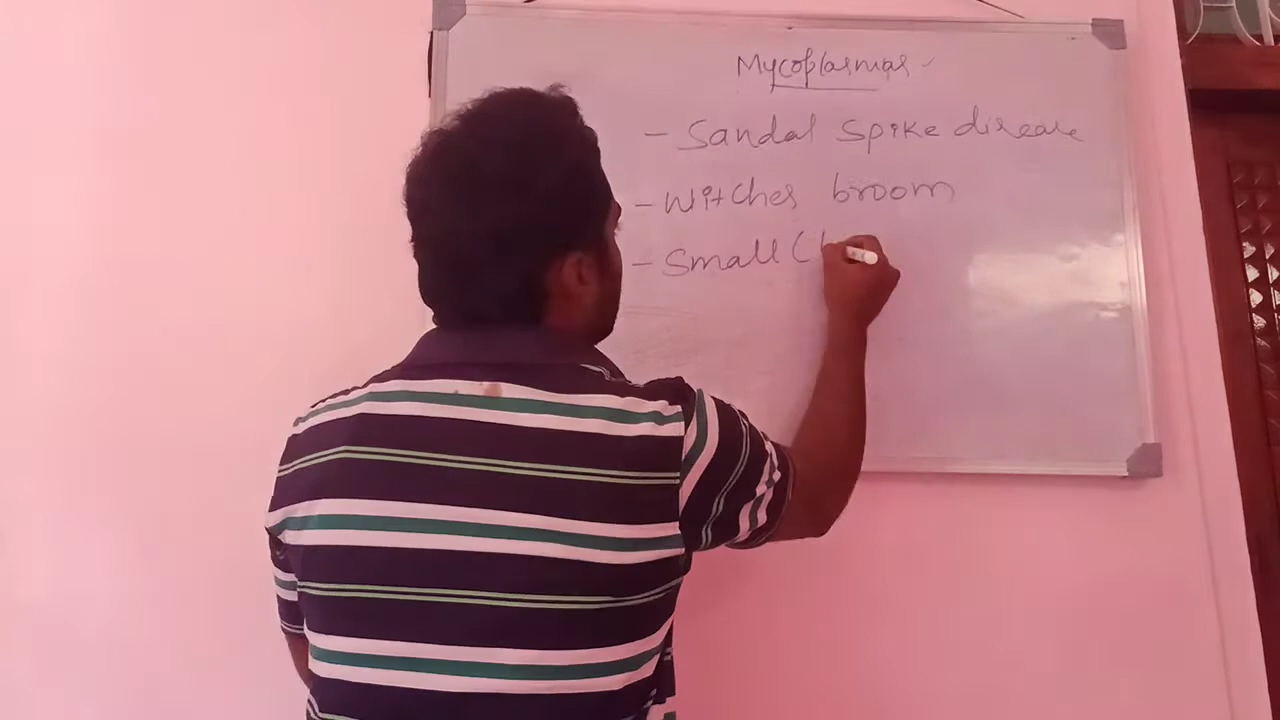 Mycoplasmas
- Sandal spike disease
- Witches broom
- Small